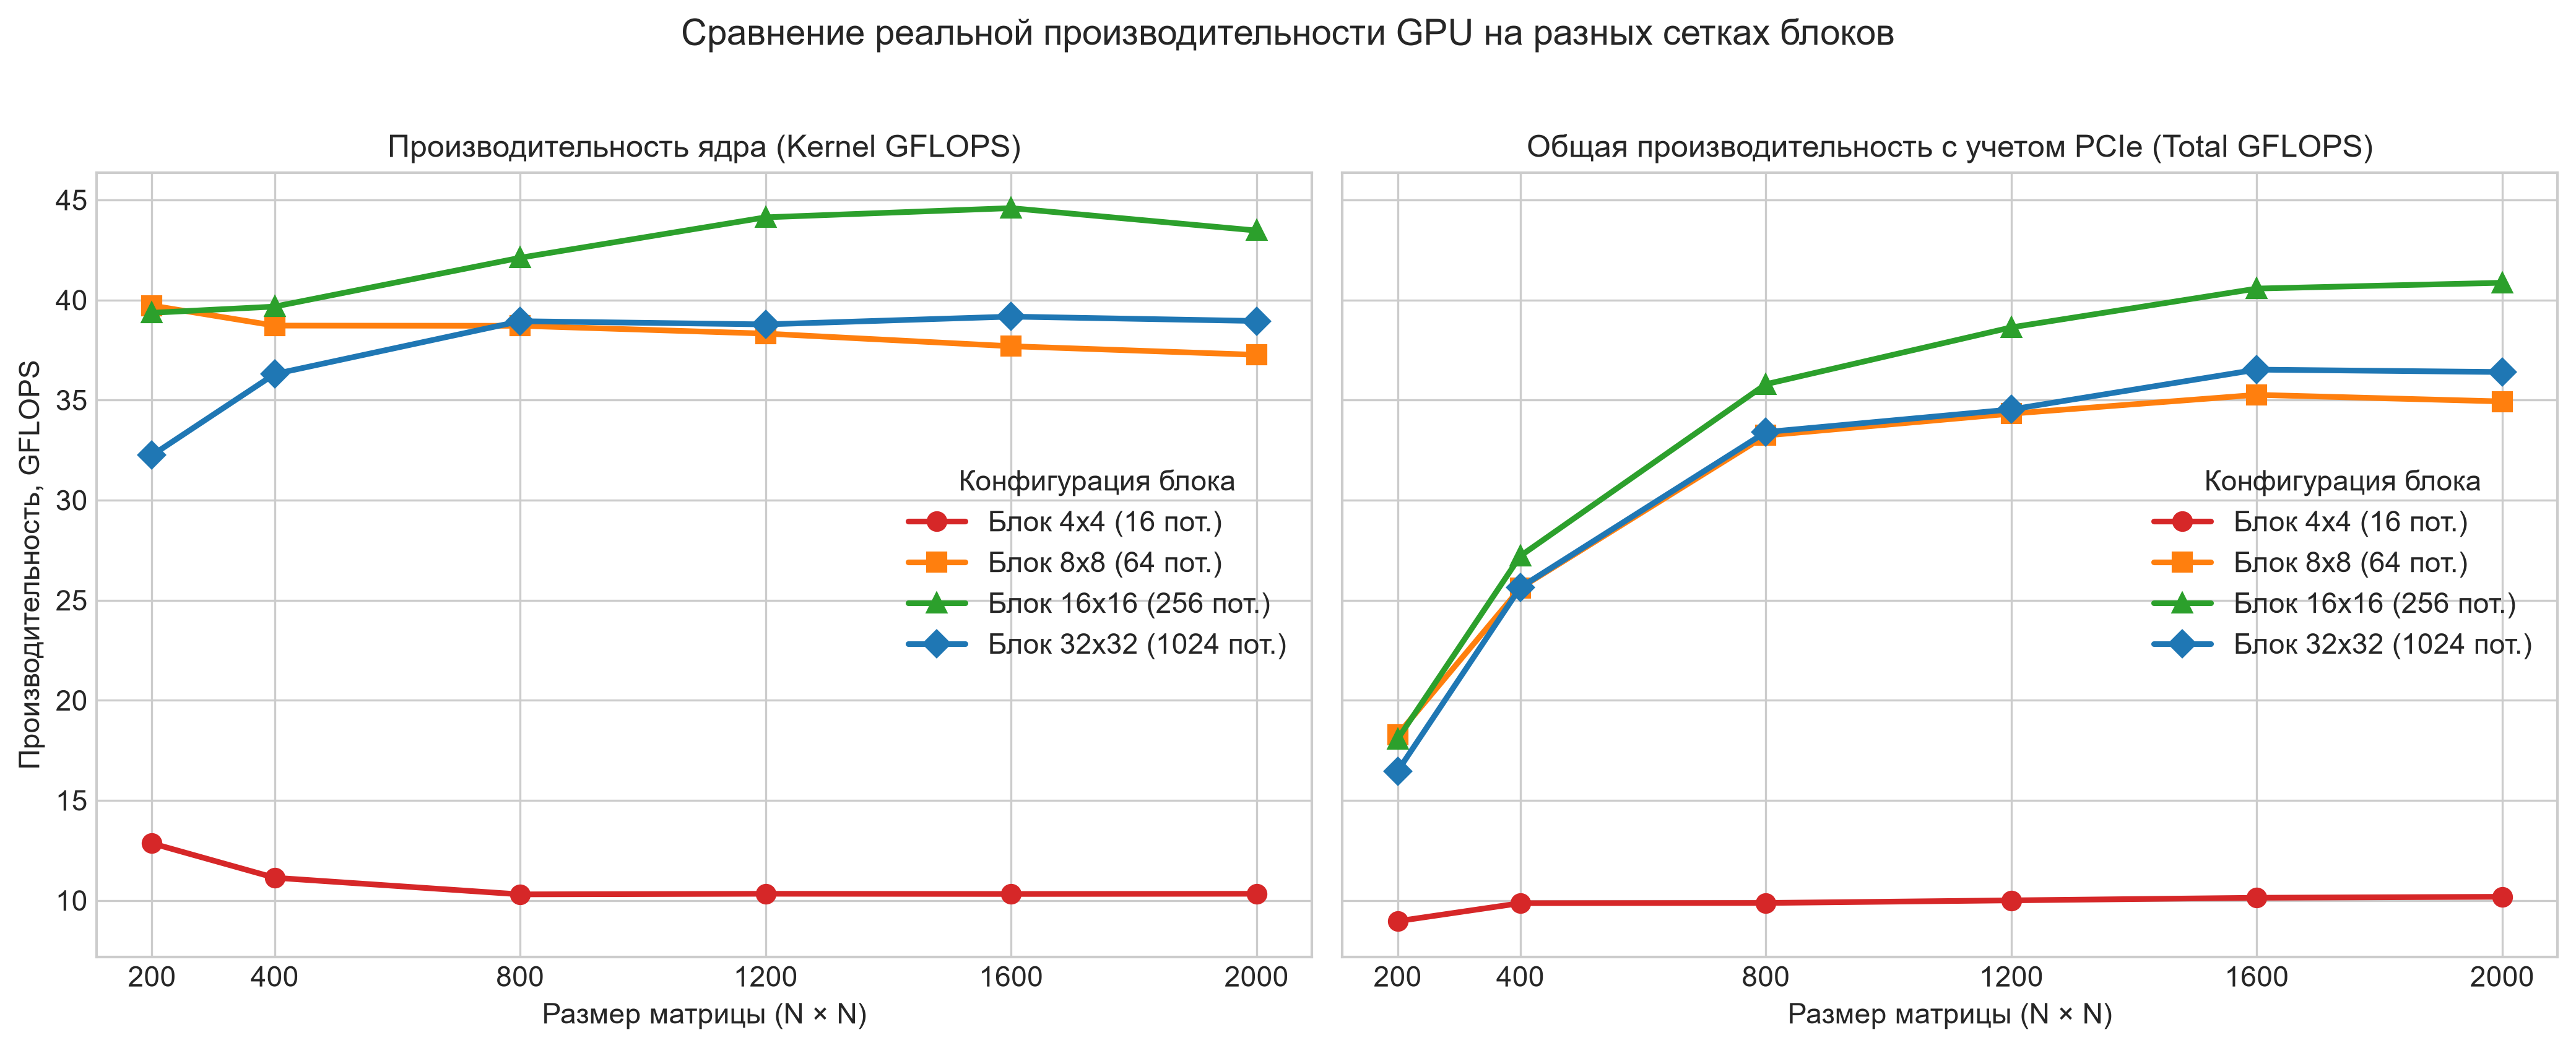 Сравнение реальной производительности GPU на разных сетках блоков
Производительность ядра (Kernel GFLOPS)
Производительность, GFLOPS
45
40
35
30
25
20
15
10
Конфигурация блока
Блок 4x4 (16 пот.)
Блок 8x8 (64 пот.)
Блок 16x16 (256 пот.)
Блок 32x32 (1024 пот.)
200 400 800 1200 1600 2000
Размер матрицы (N × N)
Общая производительность с учетом PCIe (Total GFLOPS)
Конфигурация блока
Блок 4x4 (16 пот.)
Блок 8x8 (64 пот.)
Блок 16x16 (256 пот.)
Блок 32x32 (1024 пот.)
200 400 800 1200 1600 2000
Размер матрицы (N × N)